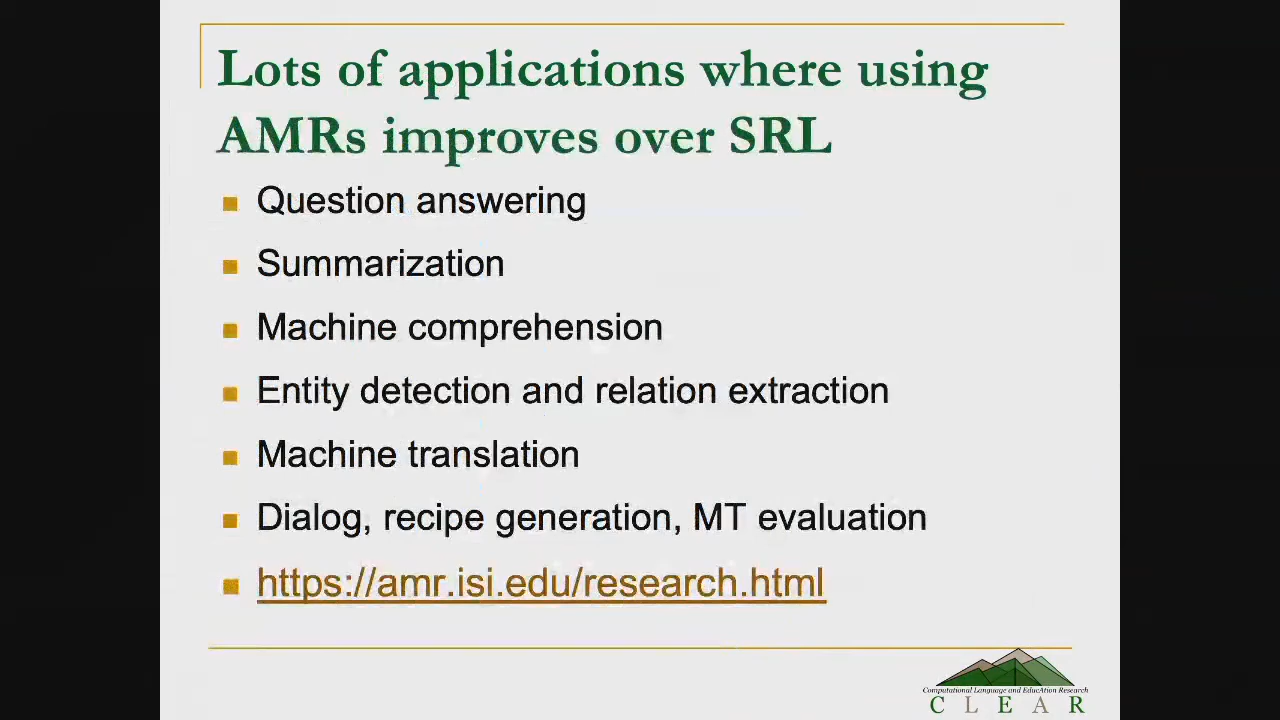 Lots of applications where using
AMRs improves over SRL
Question answering
Summarization
Machine comprehension
Entity detection and relation extraction
Machine translation
Dialog, recipe generation, MT evaluation
https://amr.isi.edu/research.html
Computational Language and EducAtion Research
C L E A R